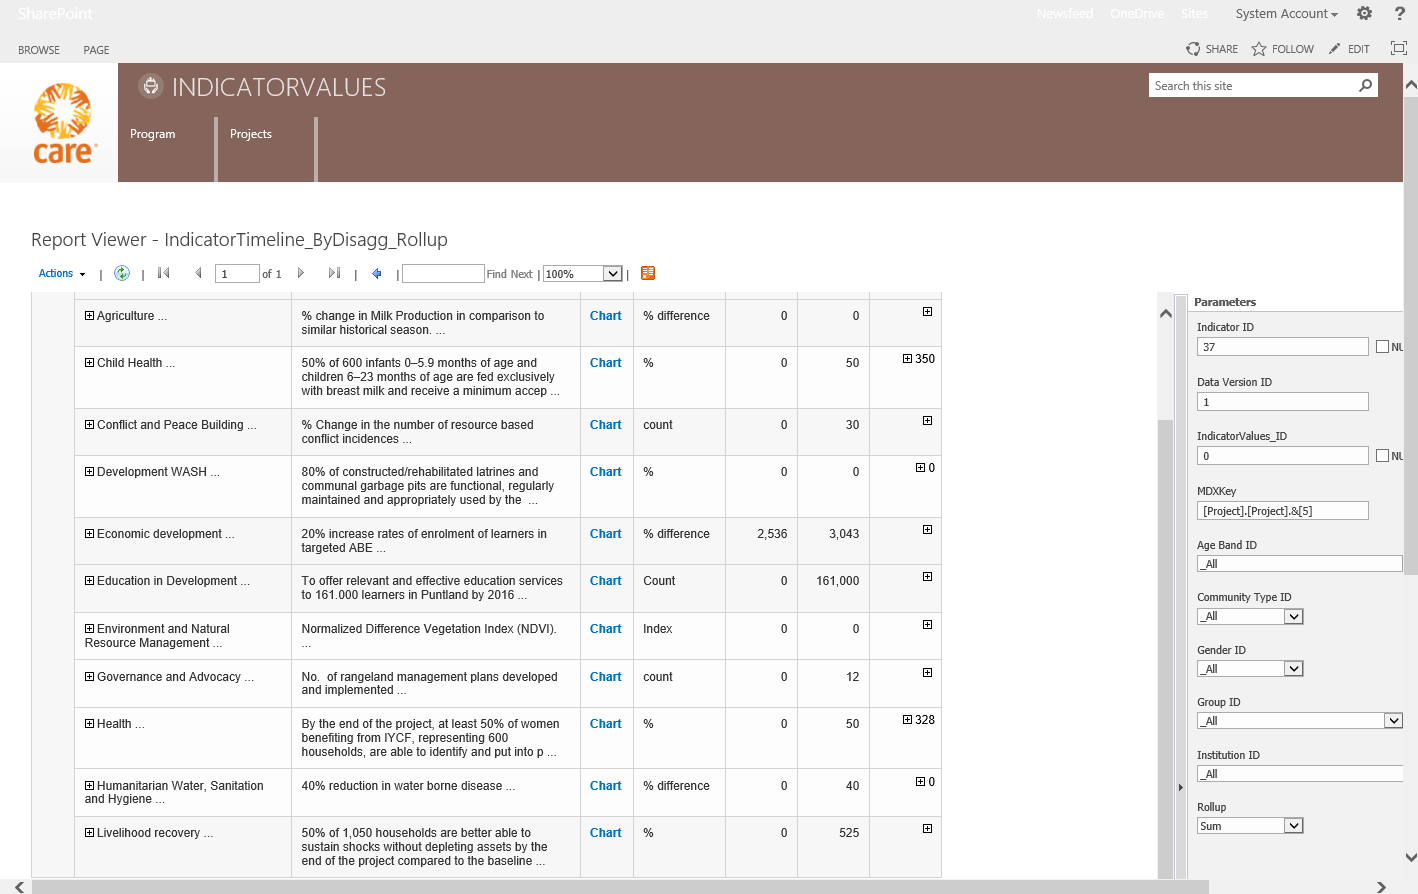 SharePoint
Newsfeed OneDrive Sites System Account ?
BROWSE PAGE
SHARE FOLLOW EDIT
care
INDICATORVALUES
Search this site
Program Projects
Report Viewer - IndicatorTimeline_ByDisagg_Rollup
Actions | | 1 of 1 | | Find Next | 100% |
Agriculture ... % change in Milk Production in comparison to Chart % difference 0 0
similar historical season. ...
Child Health ... 50% of 600 infants 0–5.9 months of age and Chart % 0 50 350
children 6–23 months of age are fed exclusively
with breast milk and receive a minimum accep ...
Conflict and Peace Building ... % Change in the number of resource based Chart count 0 30
conflict incidences ...
Development WASH ... 80% of constructed/rehabilitated latrines and Chart % 0 0 0
communal garbage pits are functional, regularly
maintained and appropriately used by the ...
Economic development ... 20% increase rates of enrolment of learners in Chart % difference 2,536 3,043
targeted ABE ...
Education in Development ... To offer relevant and effective education services Chart Count 0 161,000
to 161.000 learners in Puntland by 2016 ...
Environment and Natural Normalized Difference Vegetation Index (NDVI). Chart Index 0 0
Resource Management ... ...
Governance and Advocacy ... No. of rangeland management plans developed Chart count 0 12
and implemented ...
Health ... By the end of the project, at least 50% of women Chart % 0 50 328
benefiting from IYCF, representing 600
households, are able to identify and put into p ...
Humanitarian Water, Sanitation 40% reduction in water borne disease ... Chart % difference 0 40 0
and Hygiene ...
Livelihood recovery ... 50% of 1,050 households are better able to Chart % 0 525
sustain shocks without depleting assets by the
end of the project compared to the baseline ...
Parameters
Indicator ID
37 NU
Data Version ID
1
IndicatorValues_ID
0 NU
MDXKey
[Project].[Project].&[5]
Age Band ID
_All
Community Type ID
_All
Gender ID
_All
Group ID
_All
Institution ID
_All
Rollup
Sum